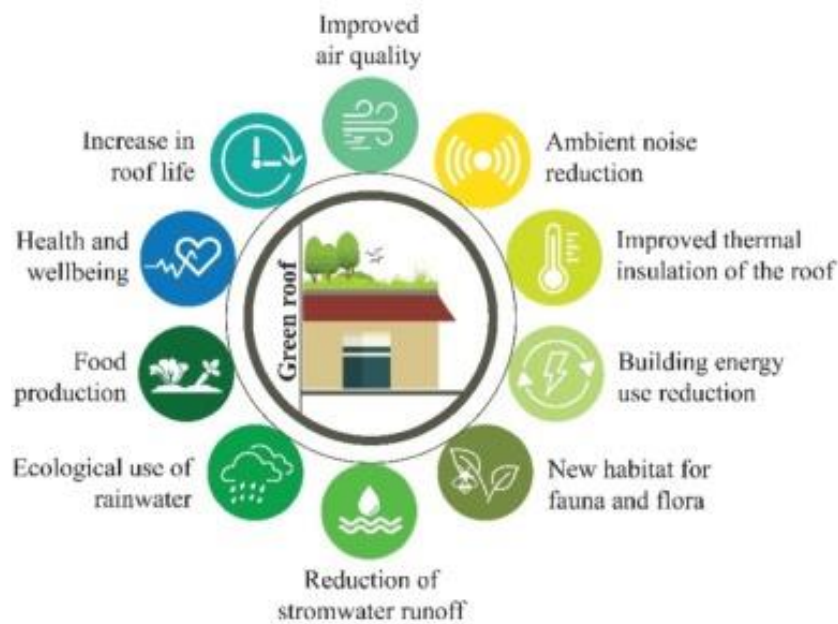 Improved
air quality
Ambient noise
reduction
Improved thermal
insulation of the roof
Building energy
use reduction
New habitat for
fauna and flora
Reduction of
stromwater runoff
Ecological use of
rainwater
Food
production
Health and
wellbeing
Increase in
roof life
Green roof